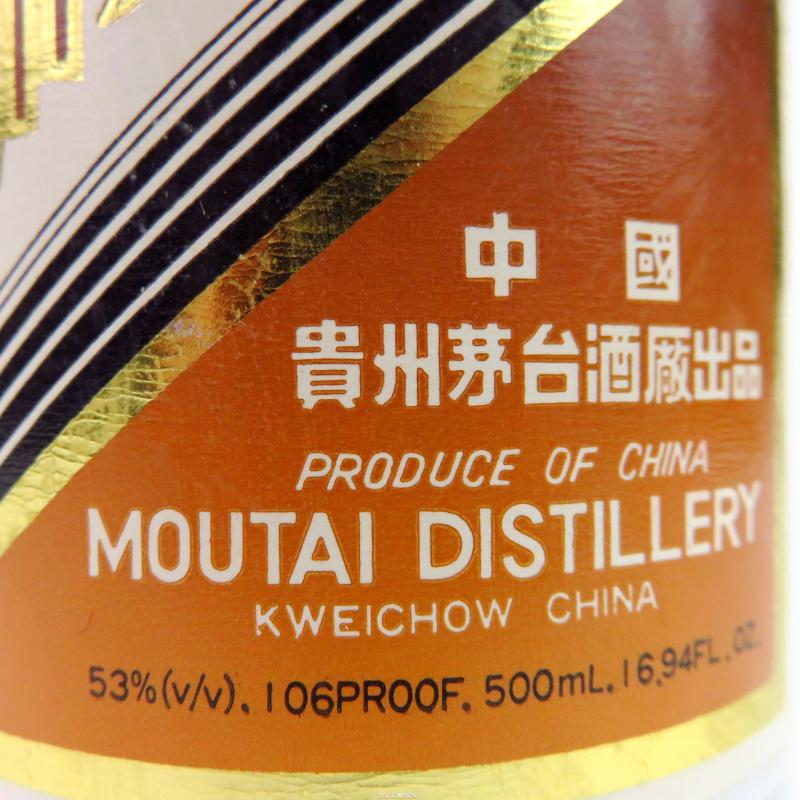 中國
貴州茅台酒廠出品
PRODUCE OF CHINA
MOUTAI DISTILLERY
KWEICHOW CHINA
53%(v/v). 106PROOF. 500mL. 16.94FL.OZ.